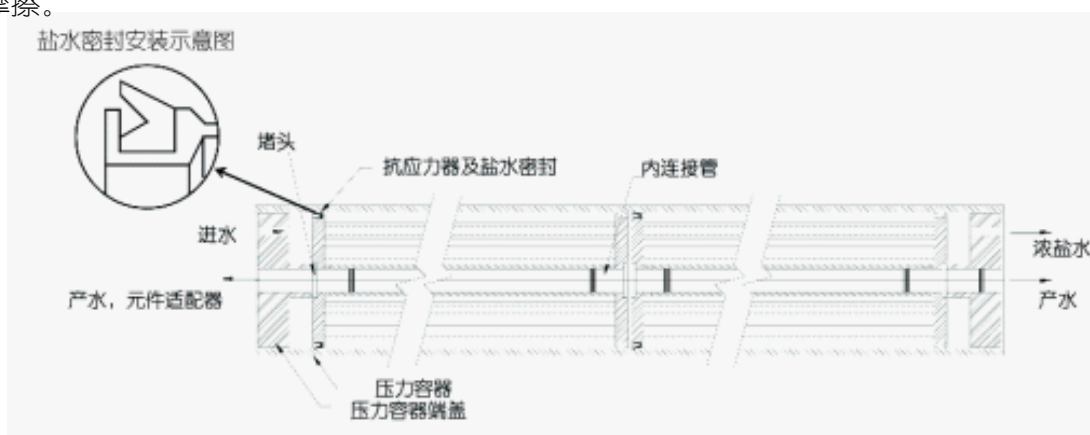 摩擦。
盐水密封安装示意图
堵头
抗应力器及盐水密封
内连接管
进水
浓盐水
产水，元件适配器
产水
压力容器
压力容器端盖